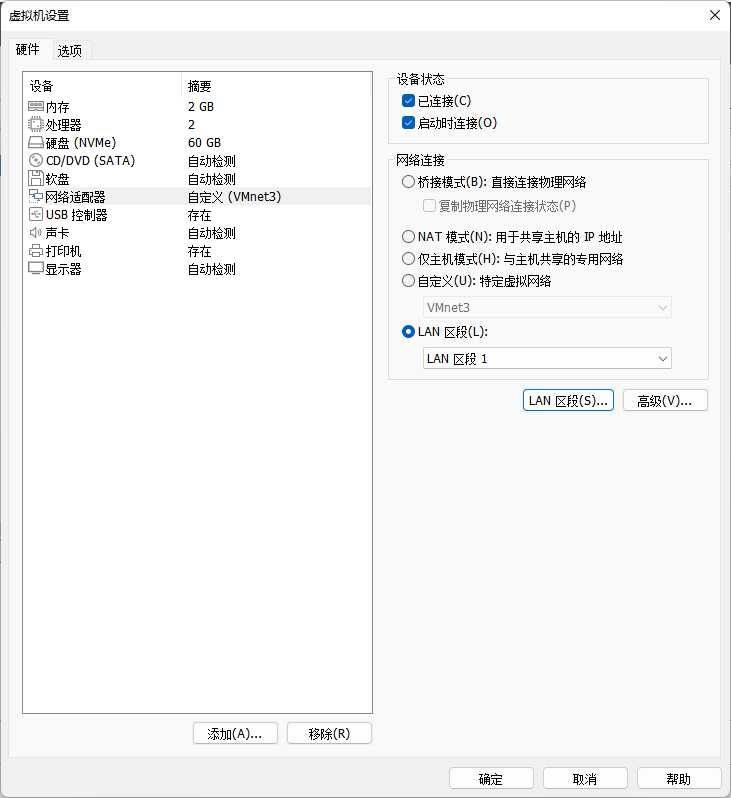 虚拟机设置
硬件 选项
设备 摘要
内存 2 GB
处理器 2
硬盘 (NVMe) 60 GB
CD/DVD (SATA) 自动检测
软盘 自动检测
网络适配器 自定义 (VMnet3)
USB 控制器 存在
声卡 自动检测
打印机 存在
显示器 自动检测
添加(A)... 移除(R)
设备状态
已连接(C)
启动时连接(O)
网络连接
桥接模式(B): 直接连接物理网络
复制物理网络连接状态(P)
NAT 模式(N): 用于共享主机的 IP 地址
仅主机模式(H): 与主机共享的专用网络
自定义(U): 特定虚拟网络
VMnet3
LAN 区段(L):
LAN 区段 1
LAN 区段(S)... 高级(V)...
确定 取消 帮助